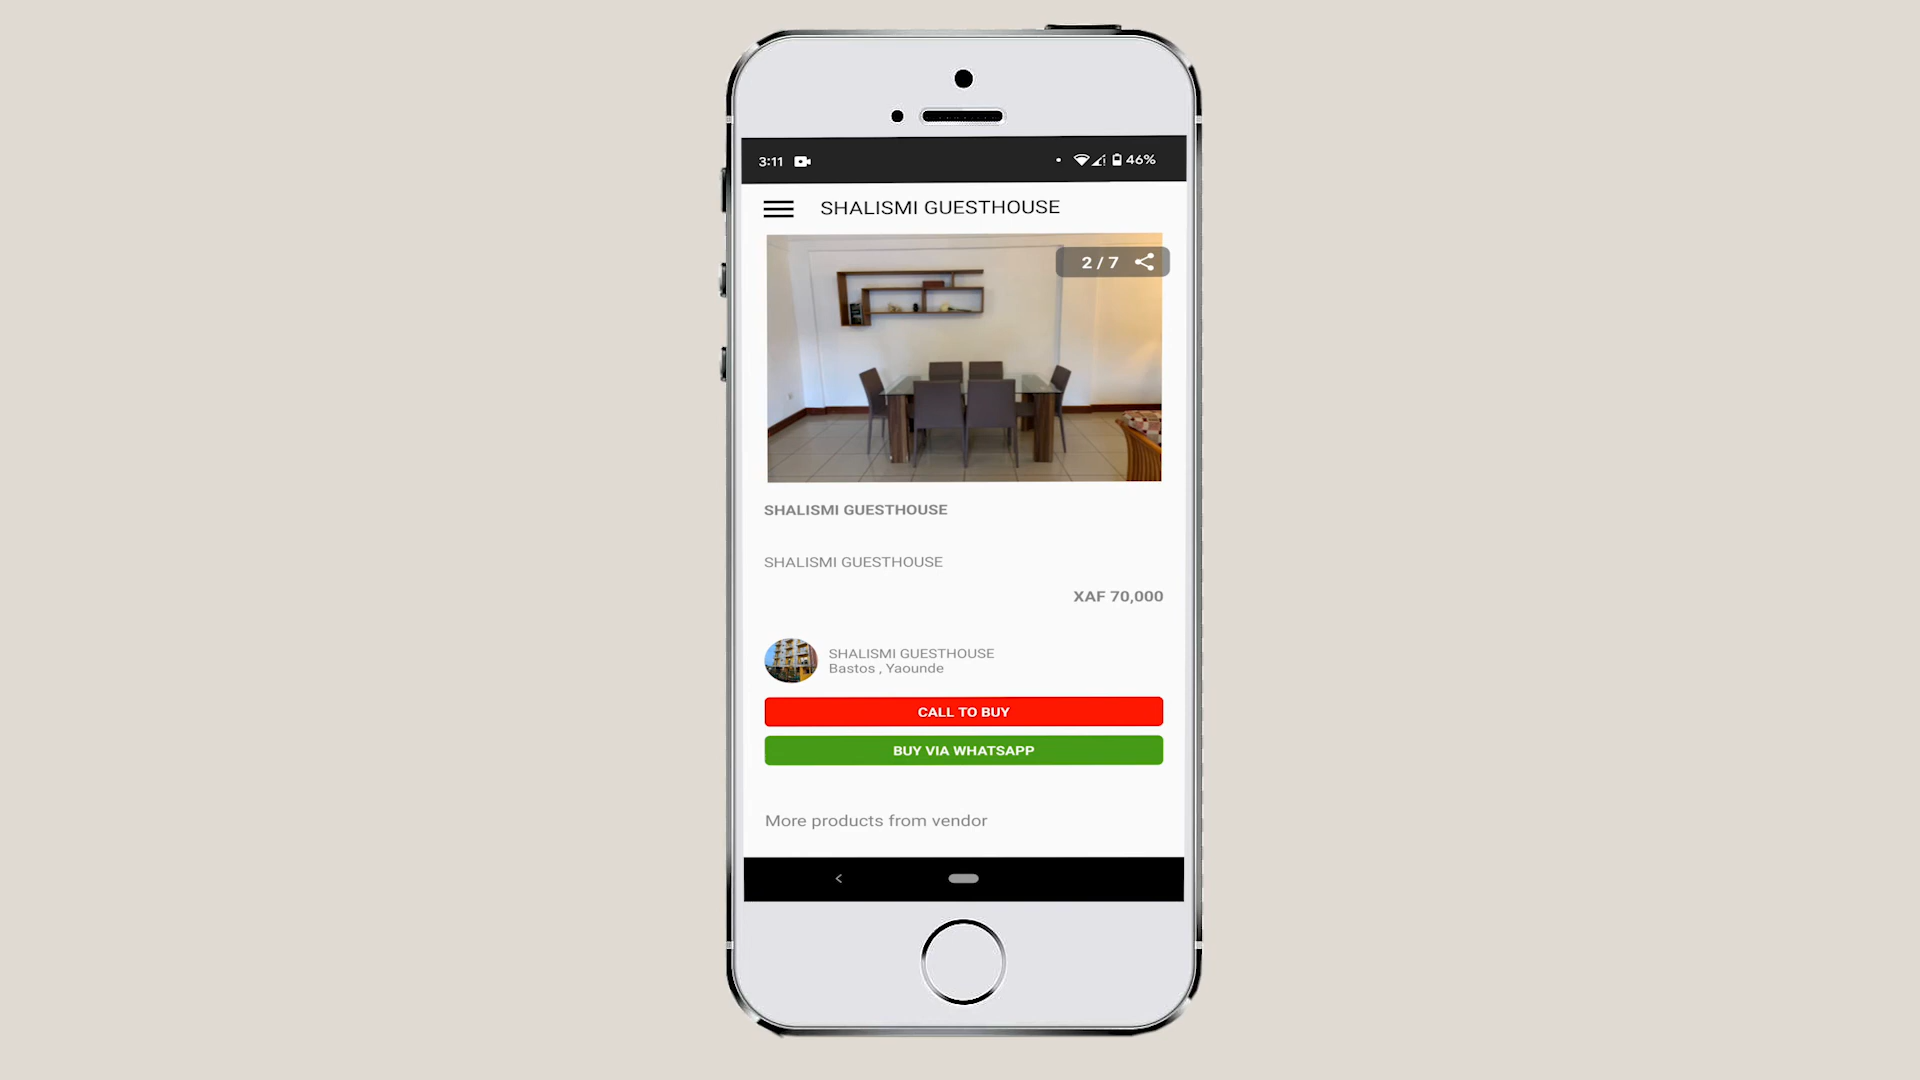 3:11
46%
SHALISMI GUESTHOUSE
2 / 7
SHALISMI GUESTHOUSE
SHALISMI GUESTHOUSE
XAF 70,000
SHALISMI GUESTHOUSE
Bastos , Yaounde
CALL TO BUY
BUY VIA WHATSAPP
More products from vendor